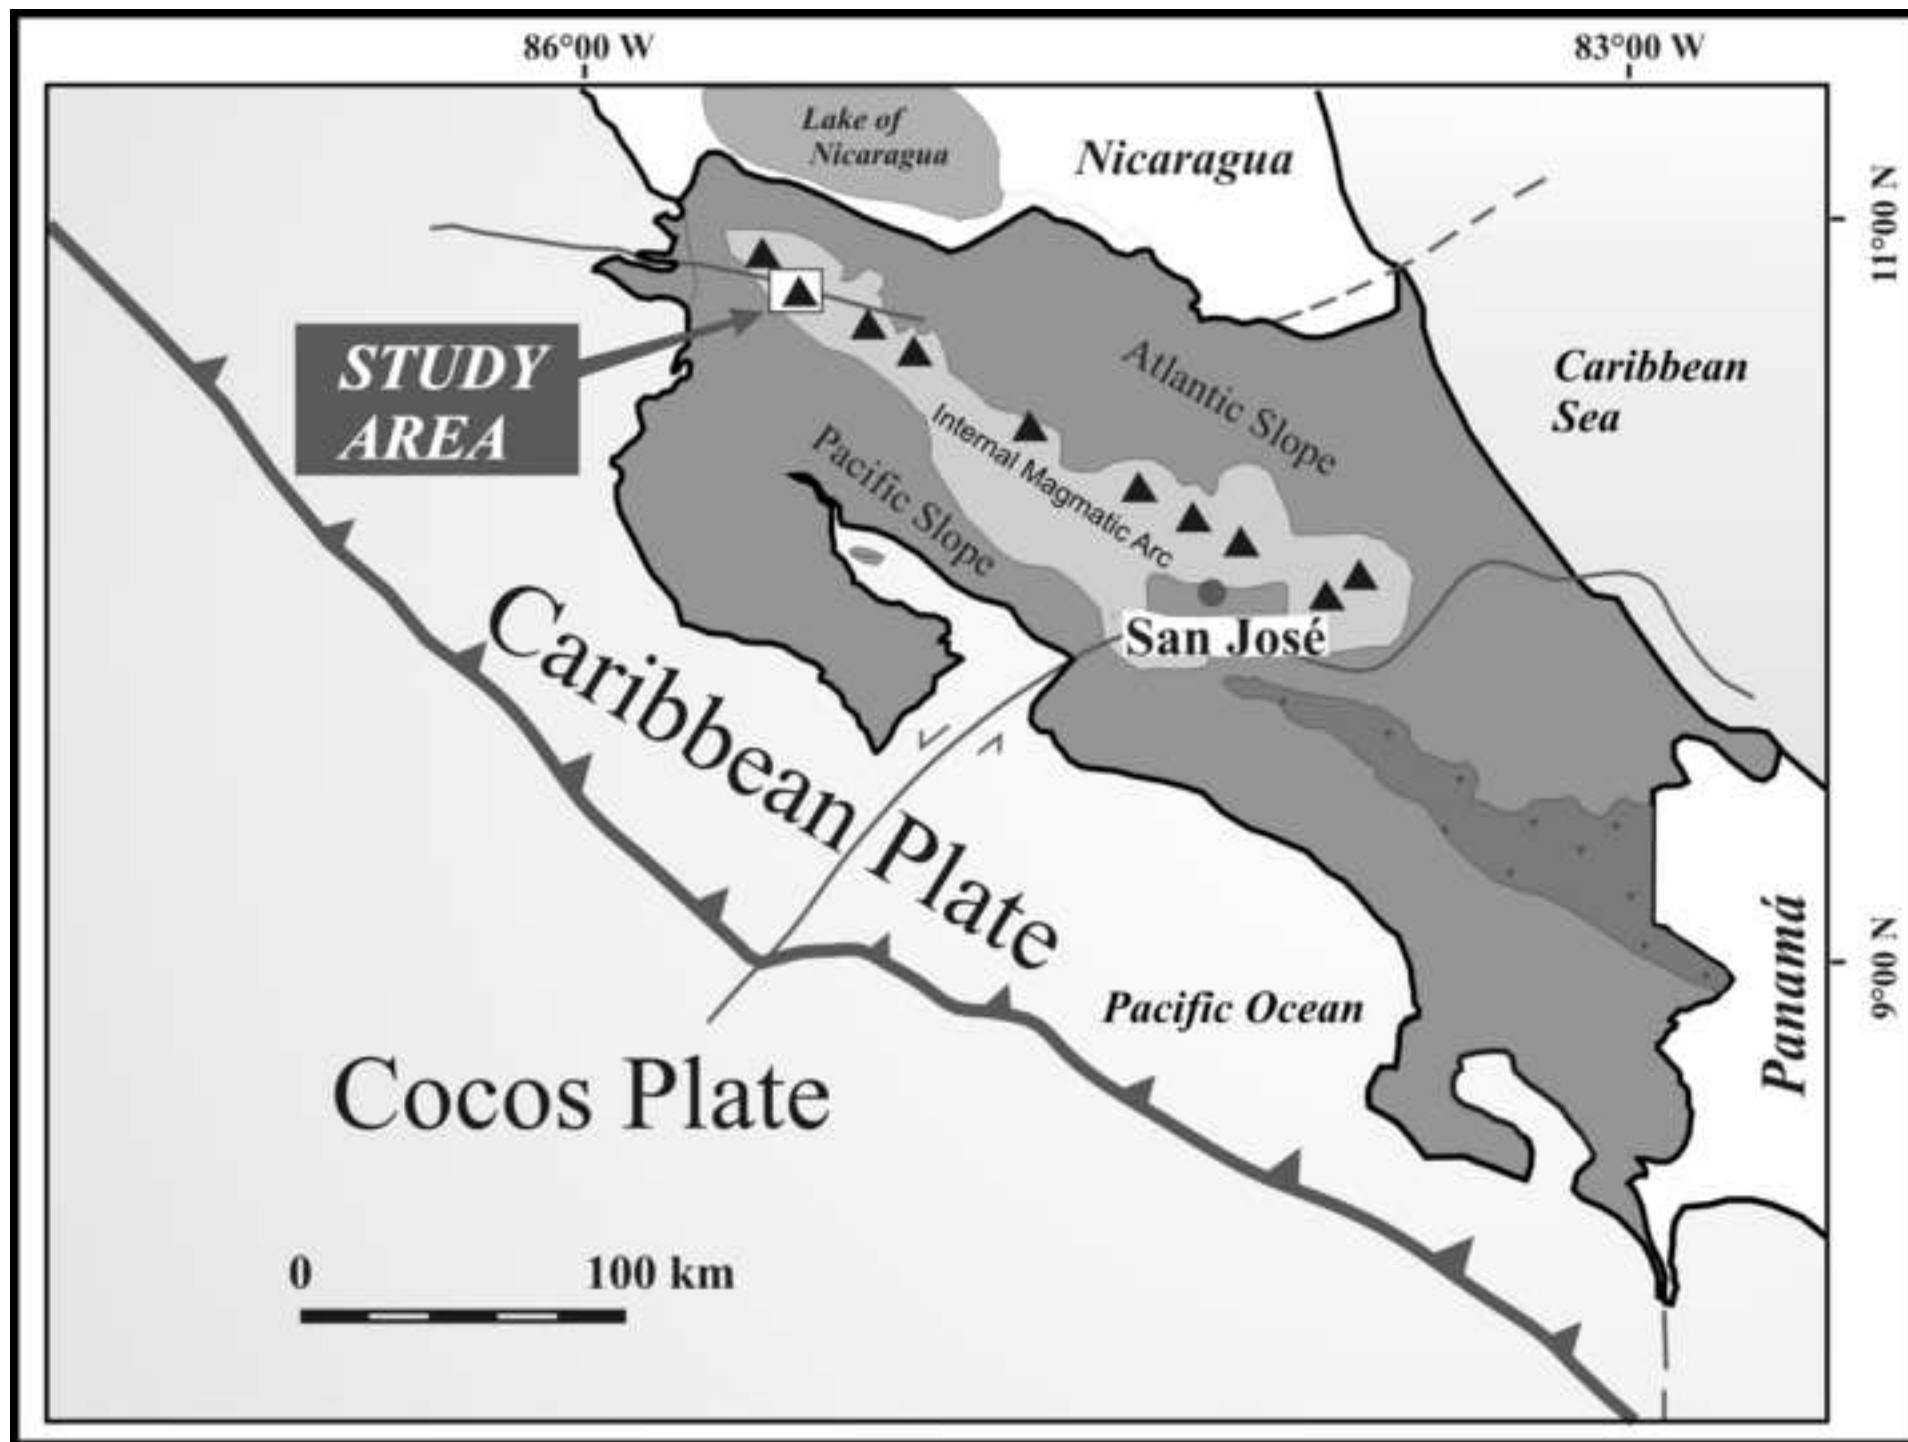 86°00 W
83°00 W
Lake of
Nicaragua
Nicaragua
11°00 N
STUDY
AREA
Caribbean
Sea
Atlantic Slope
Internal Magmatic Arc
Pacific Slope
San José
Caribbean Plate
Pacific Ocean
Panamá
9°00 N
Cocos Plate
0
100 km